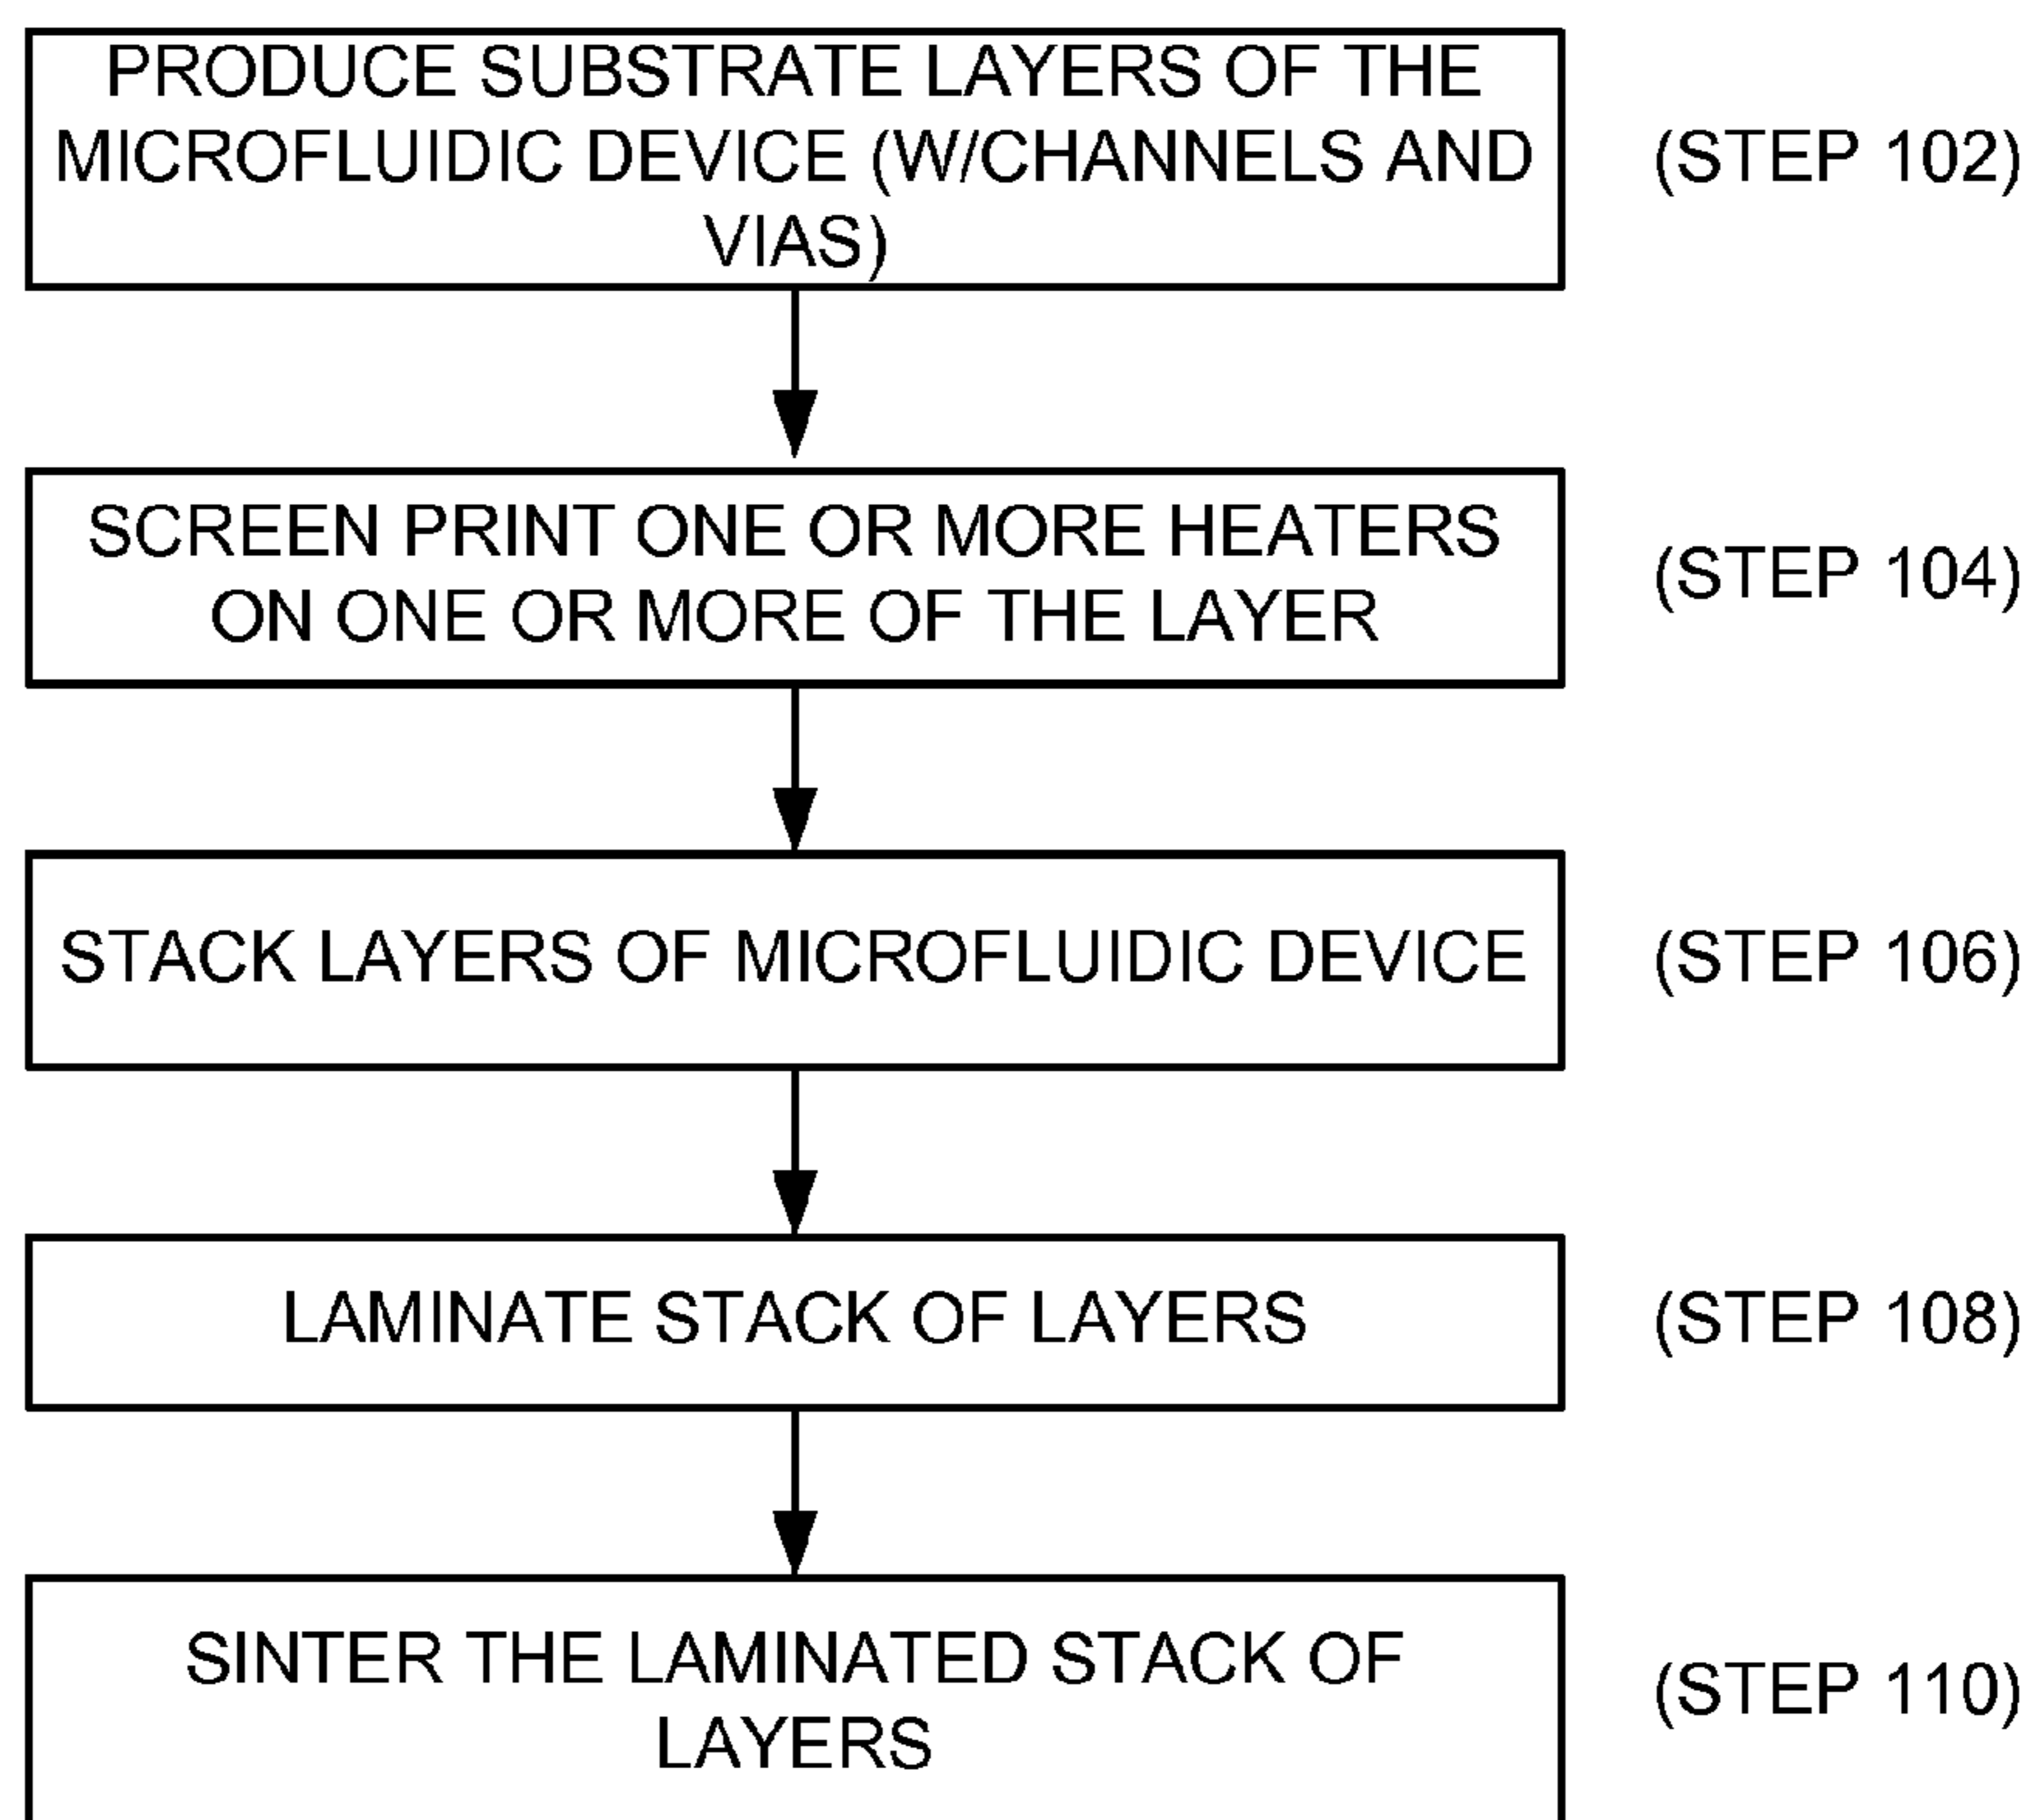 PRODUCE SUBSTRATE LAYERS OF THE
MICROFLUIDIC DEVICE (W/CHANNELS AND
VIAS)
(STEP 102)
SCREEN PRINT ONE OR MORE HEATERS
ON ONE OR MORE OF THE LAYER
(STEP 104)
STACK LAYERS OF MICROFLUIDIC DEVICE
(STEP 106)
LAMINATE STACK OF LAYERS
(STEP 108)
SINTER THE LAMINATED STACK OF
LAYERS
(STEP 110)